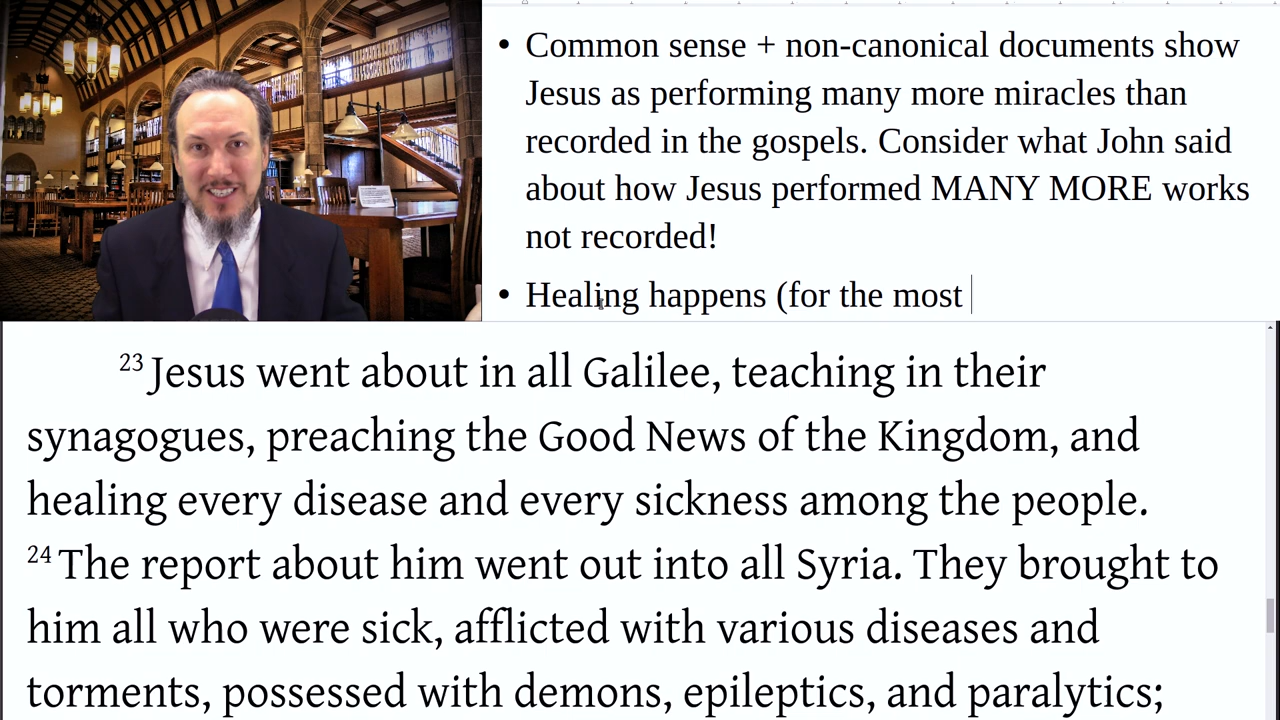 • Common sense + non-canonical documents show
Jesus as performing many more miracles than
recorded in the gospels. Consider what John said
about how Jesus performed MANY MORE works
not recorded!
• Healing happens (for the most
23 Jesus went about in all Galilee, teaching in their
synagogues, preaching the Good News of the Kingdom, and
healing every disease and every sickness among the people.
24 The report about him went out into all Syria. They brought to
him all who were sick, afflicted with various diseases and
torments, possessed with demons, epileptics, and paralytics;